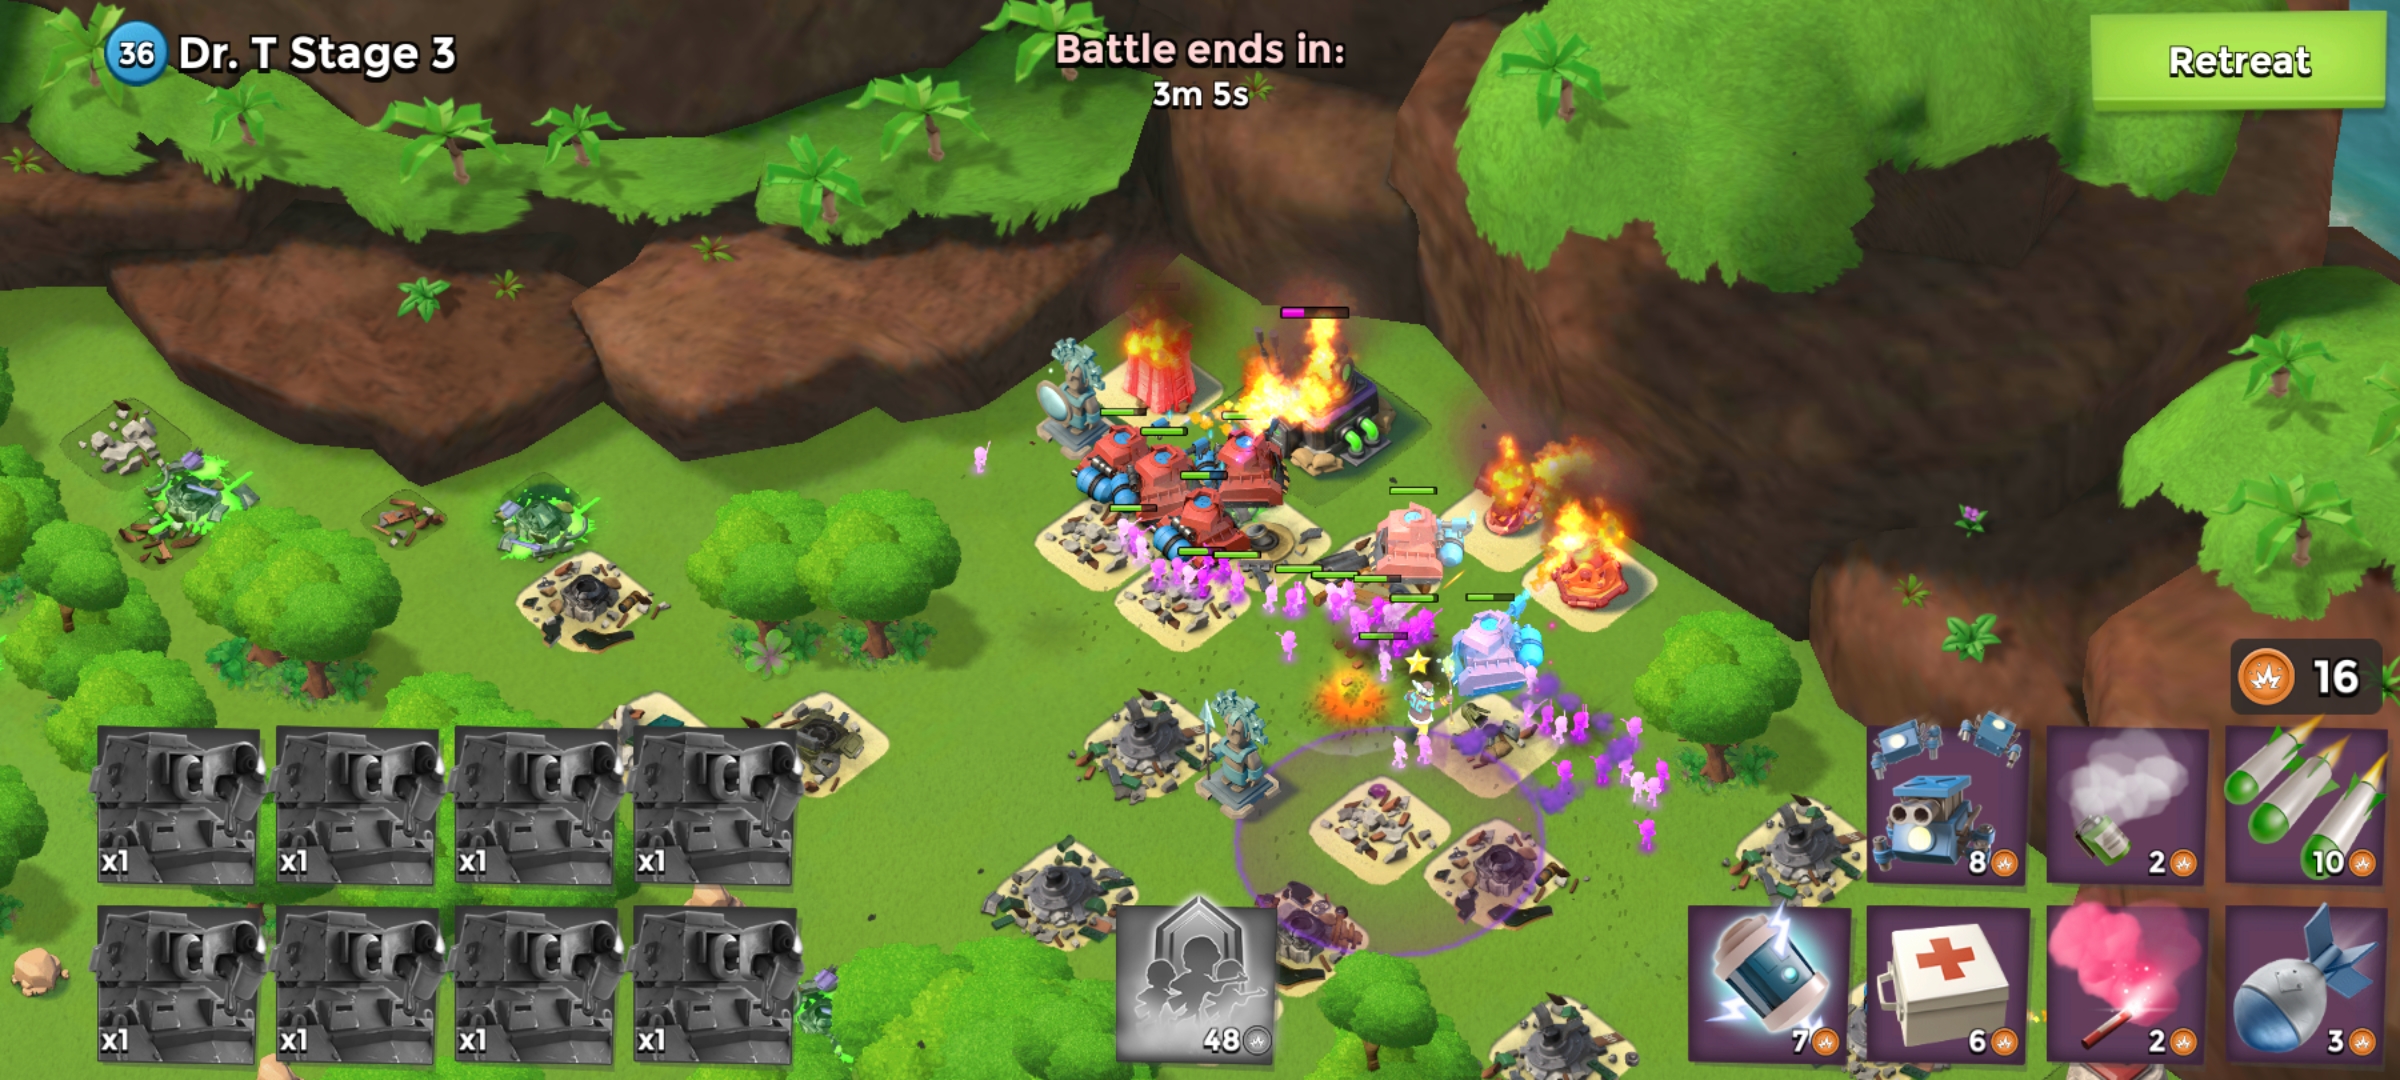 36 Dr. T Stage 3
Battle ends in:
3m 5s
Retreat
16
x1 x1 x1 x1
8 2 10
x1 x1 x1 x1
48
7 6 2 3